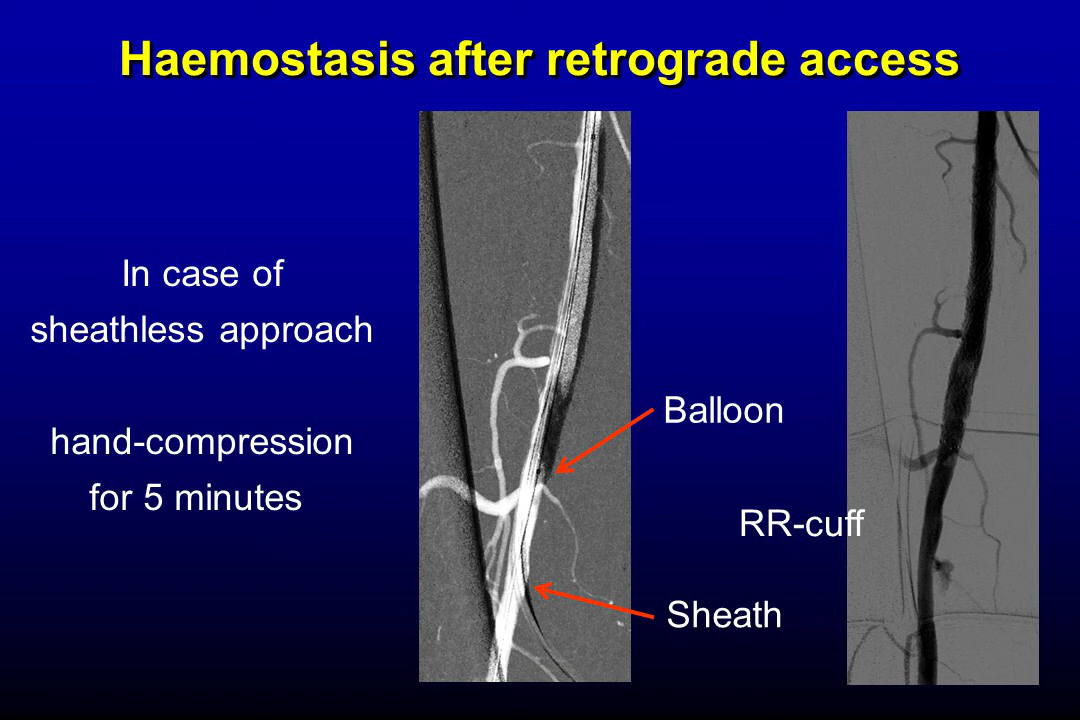 Haemostasis after retrograde access
In case of
sheathless approach
hand-compression
for 5 minutes
Balloon
RR-cuff
Sheath